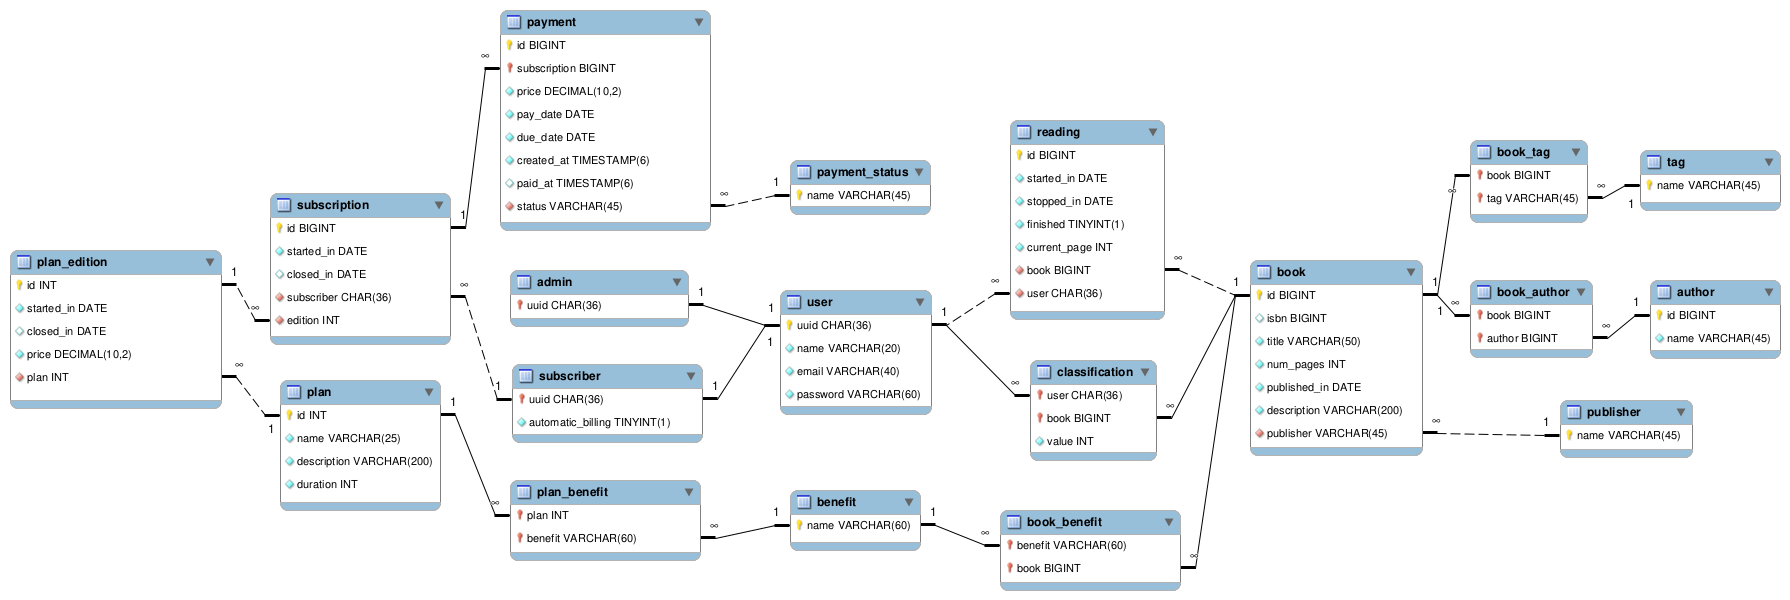 payment
id BIGINT
subscription BIGINT
price DECIMAL(10,2)
pay_date DATE
due_date DATE
created_at TIMESTAMP(6)
paid_at TIMESTAMP(6)
status VARCHAR(45)
∞
1
∞
1
payment_status
name VARCHAR(45)
subscription
id BIGINT
started_in DATE
closed_in DATE
subscriber CHAR(36)
edition INT
∞
1
1
∞
plan_edition
id INT
started_in DATE
closed_in DATE
price DECIMAL(10,2)
plan INT
∞
1
plan
id INT
name VARCHAR(25)
description VARCHAR(200)
duration INT
1
∞
admin
uuid CHAR(36)
1
subscriber
uuid CHAR(36)
automatic_billing TINYINT(1)
1
1
user
uuid CHAR(36)
name VARCHAR(20)
email VARCHAR(40)
password VARCHAR(60)
1
∞
∞
plan_benefit
plan INT
benefit VARCHAR(60)
∞
1
benefit
name VARCHAR(60)
1
∞
book_benefit
benefit VARCHAR(60)
book BIGINT
∞
reading
id BIGINT
started_in DATE
stopped_in DATE
finished TINYINT(1)
current_page INT
book BIGINT
user CHAR(36)
∞
1
classification
user CHAR(36)
book BIGINT
value INT
∞
book
id BIGINT
isbn BIGINT
title VARCHAR(50)
num_pages INT
published_in DATE
description VARCHAR(200)
publisher VARCHAR(45)
1
1
∞
∞
∞
1
book_tag
book BIGINT
tag VARCHAR(45)
∞
1
tag
name VARCHAR(45)
book_author
book BIGINT
author BIGINT
∞
1
author
id BIGINT
name VARCHAR(45)
publisher
name VARCHAR(45)